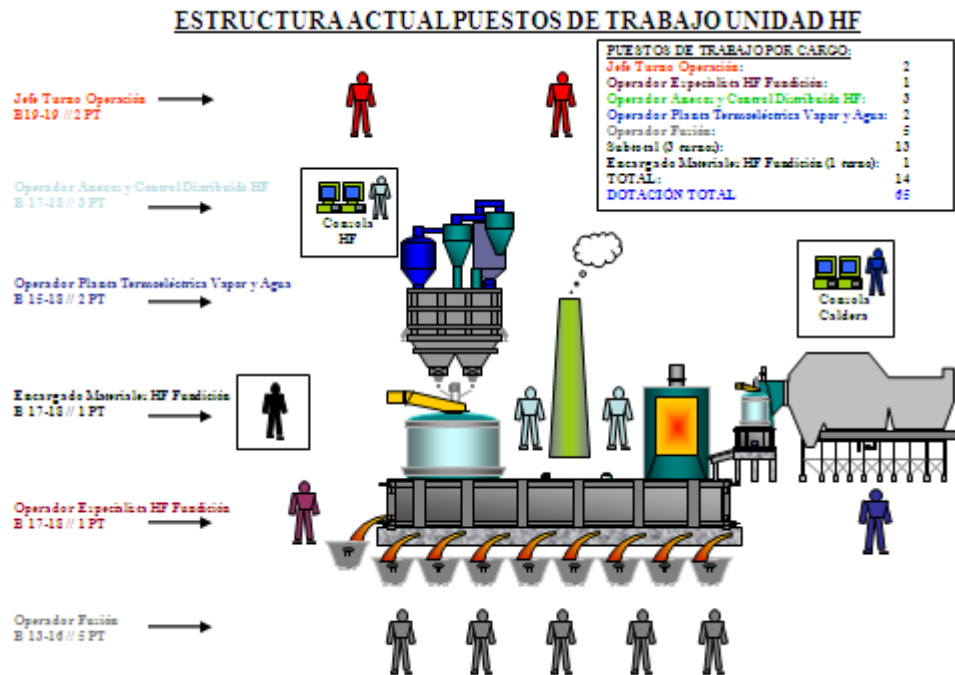 ESTRUCTURA ACTUAL PUESTOS DE TRABAJO UNIDAD HF
PUESTOS DE TRABAJO POR CARGO:
Jefe Turno Operación: 2
Operador Especialista HF Fundición: 1
Operador Anexos y Control Distribuido HF: 3
Operador Planta Termoeléctrica Vapor y Agua: 2
Operador Fusión: 5
Subtotal (5 turnos): 13
Encargado Materiales HF Fundición (1 turno): 1
TOTAL: 14
DOTACIÓN TOTAL 65
Jefe Turno Operación
B19-19 // 2 PT
Operador Anexos y Control Distribuido HF
B 17-18 // 3 PT
Consola
HF
Operador Planta Termoeléctrica Vapor y Agua
B 15-18 // 2 PT
Consola
Caldera
Encargado Materiales HF Fundición
B 17-18 // 1 PT
Operador Especialista HF Fundición
B 17-18 // 1 PT
Operador Fusión
B 13-16 // 5 PT